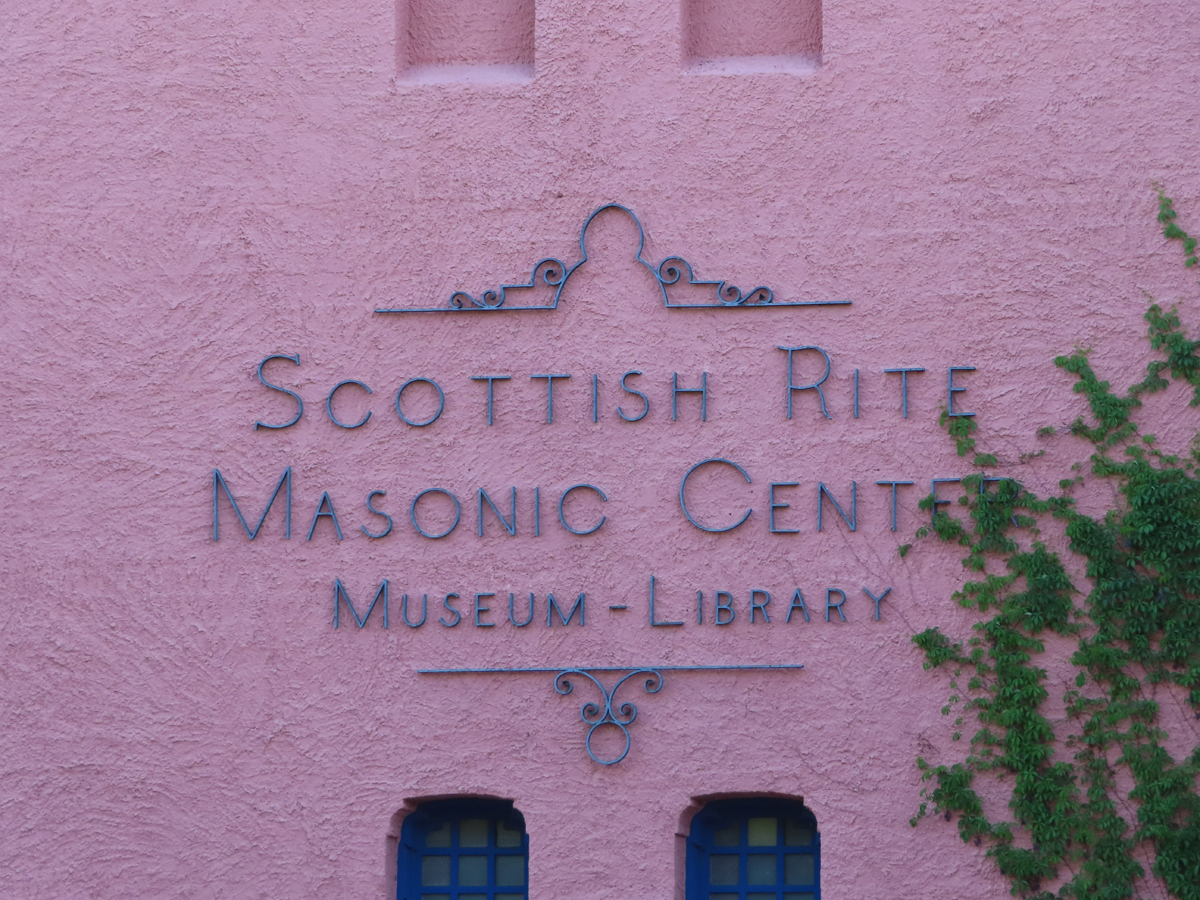 SCOTTISH RITE
MASONIC CENTER
MUSEUM-LIBRARY